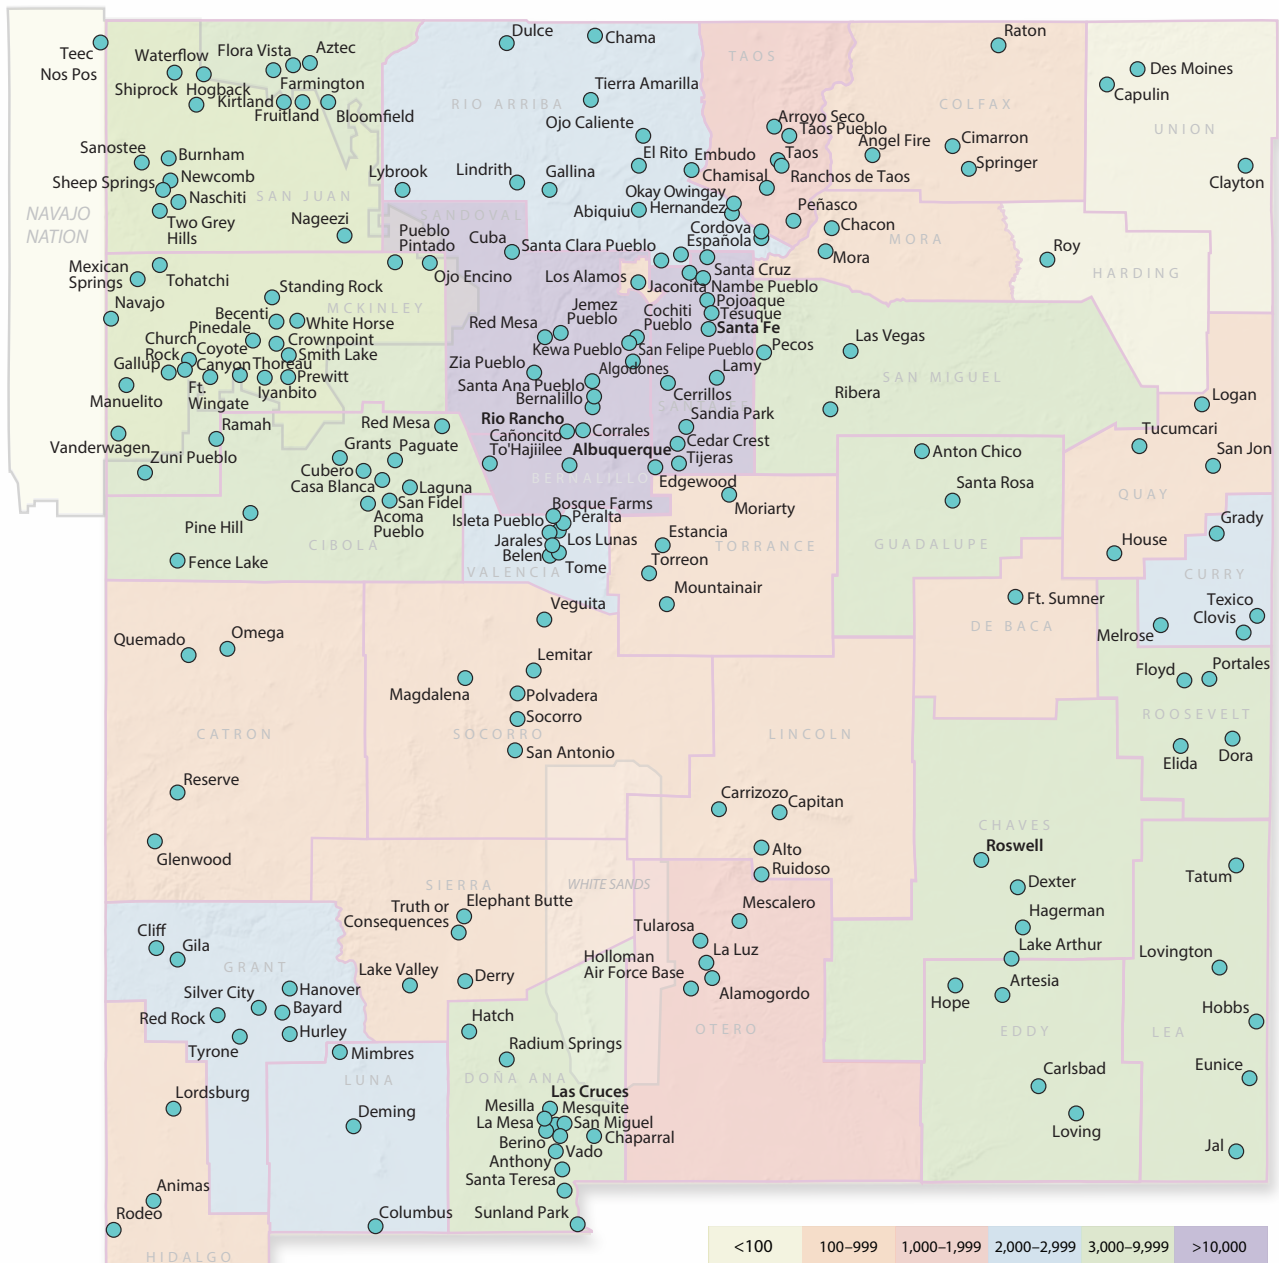 Dulce
Chama
Raton
Teec
Nos Pos
Waterflow
Flora Vista
Aztec
TAOS
Des Moines
Capulin
Shiprock
Hogback
Farmington
Kirtland
Fruitland
Bloomfield
Tierra Amarilla
RIO ARRIBA
COLFAX
UNION
Ojo Caliente
Arroyo Seco
Taos Pueblo
Angel Fire
Cimarron
Sanostee
Burnham
El Rito
Embudo
Taos
Springer
Newcomb
Sheep Springs
Naschiti
SAN JUAN
Lybrook
Lindrith
Gallina
Chamisal
Ranchos de Taos
Clayton
Okay Owingay
NAVAJO
NATION
Two Grey
Hills
Nageezi
SANDOVAL
Abiquiu
Hernandez
Peñasco
Chacon
Pueblo
Pintado
Cuba
Santa Clara Pueblo
Cordova
Española
MORA
Mora
Roy
HARDING
Mexican
Springs
Tohatchi
Ojo Encino
Los Alamos
Santa Cruz
Jaconita
Nambe Pueblo
Navajo
Standing Rock
MCKINLEY
Jemez
Pueblo
Cochiti
Pueblo
Pojoaque
Tesuque
Becenti
Pinedale
White Horse
Red Mesa
Santa Fe
Church
Rock
Coyote
Canyon
Crownpoint
Smith Lake
Kewa Pueblo
San Felipe Pueblo
Pecos
Las Vegas
Gallup
Thoreau
Zia Pueblo
Algodones
Lamy
SAN MIGUEL
Manuelito
Ft.
Wingate
Iyanbito
Prewitt
Santa Ana Pueblo
Bernalillo
Cerrillos
SANTA FE
Ribera
Logan
Ramah
Red Mesa
Rio Rancho
Corrales
Sandia Park
Tucumcari
Vanderwagen
Grants
Paguate
Cañoncito
To'Hajiilee
Albuquerque
Cedar Crest
Tijeras
Anton Chico
San Jon
Zuni Pueblo
Cubero
Casa Blanca
Laguna
BERNALILLO
Edgewood
Santa Rosa
QUAY
San Fidel
Acoma
Pueblo
Moriarty
Pine Hill
CIBOLA
Bosque Farms
Isleta Pueblo
Peralta
Grady
Jarales
Los Lunas
Estancia
TORRANCE
GUADALUPE
House
Fence Lake
Belen
Tome
VALENCIA
Torreon
CURRY
Mountainair
Ft. Sumner
Texico
Clovis
Veguita
DE BACA
Melrose
Quemado
Omega
Lemitar
Floyd
Portales
Magdalena
Polvadera
ROOSEVELT
CATRON
Socorro
SOCORRO
LINCOLN
San Antonio
Elida
Dora
Reserve
Carrizozo
Capitan
CHAVES
Roswell
Glenwood
Alto
Ruidoso
SIERRA
WHITE SANDS
Tatum
Dexter
Truth or
Consequences
Elephant Butte
Mescalero
Hagerman
Cliff
Gila
Tularosa
Lake Arthur
Lovington
La Luz
GRANT
Lake Valley
Derry
Holloman
Air Force Base
Alamogordo
Hope
Artesia
Silver City
Hanover
Bayard
Red Rock
Hurley
Tyrone
Hatch
OTERO
EDDY
LEA
Hobbs
Mimbres
Radium Springs
Eunice
LUNA
DOÑA ANA
Carlsbad
Lordsburg
Las Cruces
Deming
Mesilla
Mesquite
La Mesa
San Miguel
Loving
Berino
Chaparral
Vado
Jal
Anthony
Santa Teresa
Animas
Rodeo
Columbus
Sunland Park
HIDALGO
<100
100–999
1,000–1,999
2,000–2,999
3,000–9,999
>10,000